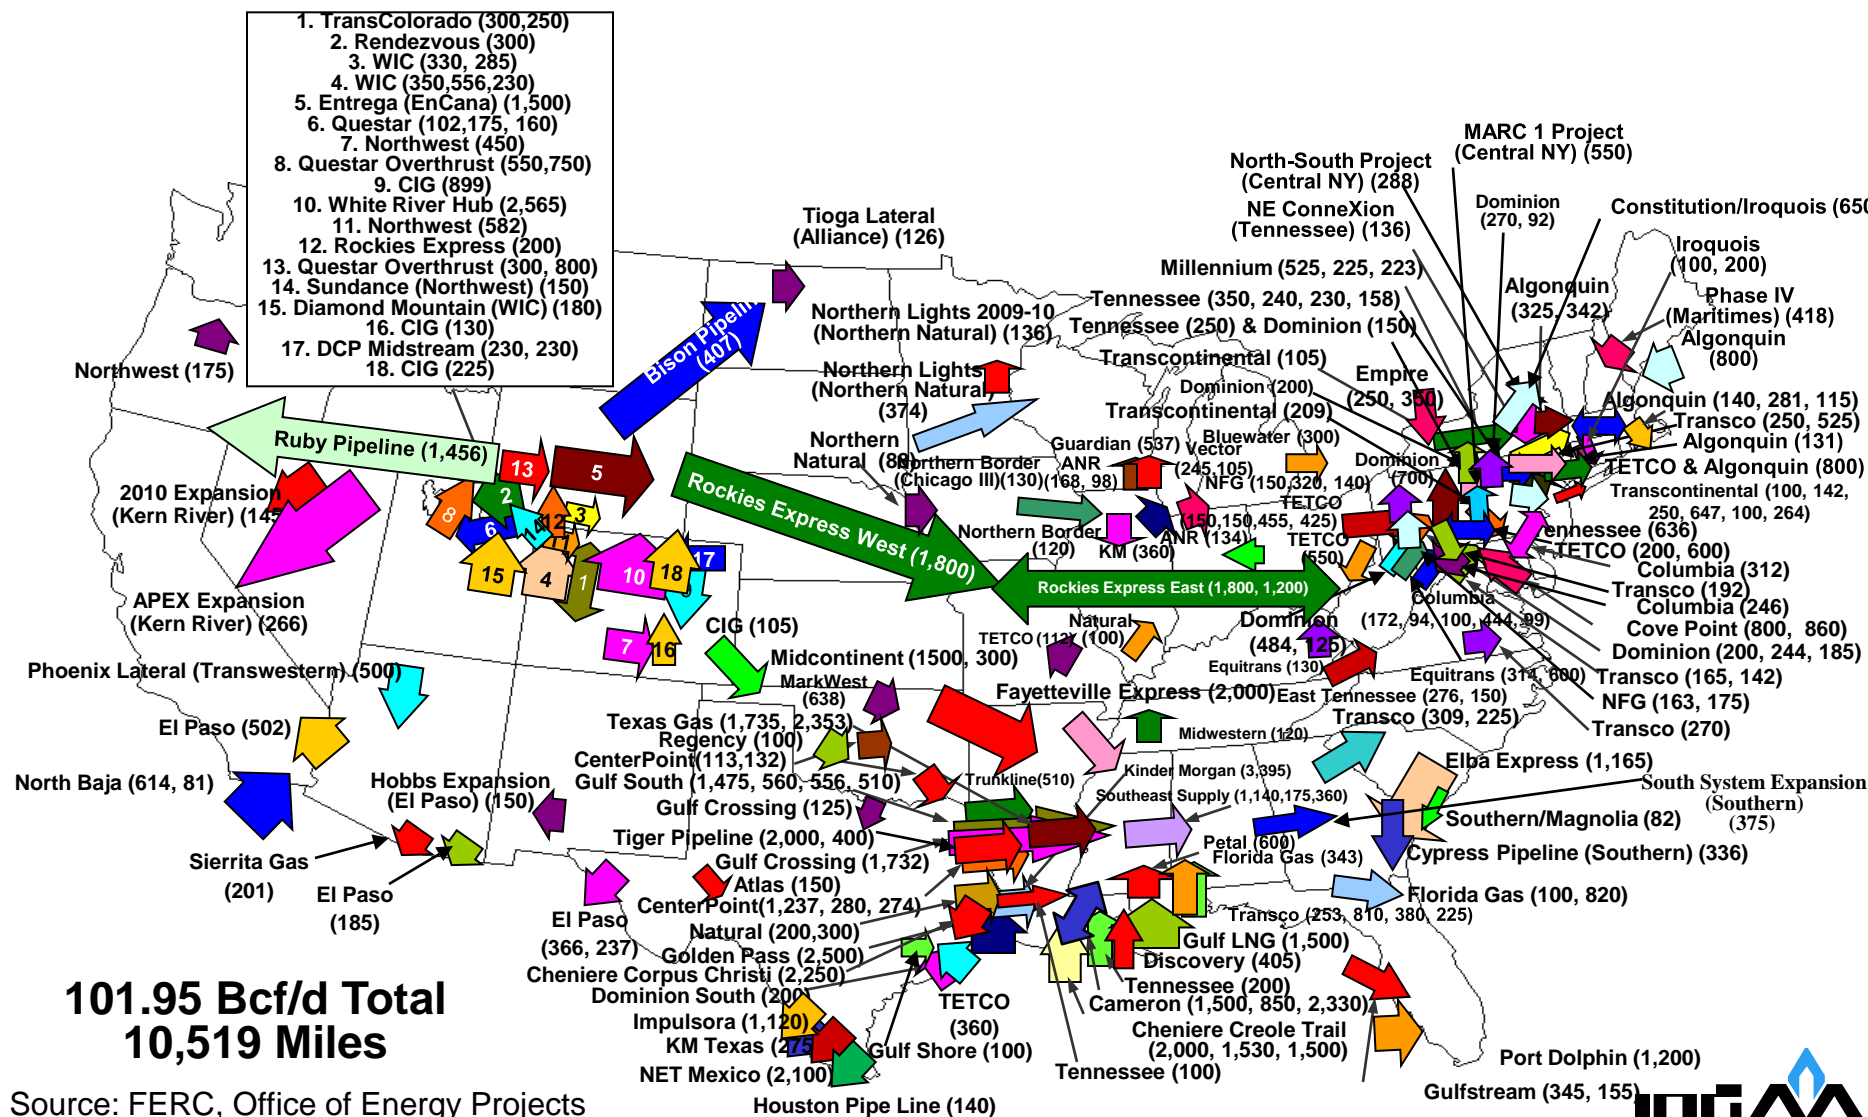 1. TransColorado (300,250)
2. Rendezvous (300)
3. WIC (330, 285)
4. WIC (350,556,230)
5. Entrega (EnCana) (1,500)
6. Questar (102,175, 160)
7. Northwest (450)
8. Questar Overthrust (550,750)
9. CIG (899)
10. White River Hub (2,565)
11. Northwest (582)
12. Rockies Express (200)
13. Questar Overthrust (300, 800)
14. Sundance (Northwest) (150)
15. Diamond Mountain (WIC) (180)
16. CIG (130)
17. DCP Midstream (230, 230)
18. CIG (225)
Tioga Lateral
(Alliance) (126)
Bison Pipeline
(407)
Northern Lights 2009-10
(Northern Natural) (136)
Northern Lights
(Northern Natural)
(374)
Northern
Natural (88)
Northwest (175)
Ruby Pipeline (1,456)
2010 Expansion
(Kern River) (145
APEX Expansion
(Kern River) (266)
Phoenix Lateral (Transwestern) (500)
El Paso (502)
North Baja (614, 81)
Hobbs Expansion
(El Paso) (150)
Sierrita Gas
(201)
El Paso
(185)
El Paso
(366, 237)
13
5
2
8
6
12
3
14
11
15
4
1
10
18
17
7
16
Rockies Express West (1,800)
Rockies Express East (1,800, 1,200)
CIG (105)
Midcontinent (1500, 300)
MarkWest
(638)
Texas Gas (1,735, 2,353)
Regency (100)
CenterPoint(113,132)
Gulf South (1,475, 560, 556, 510)
Gulf Crossing (125)
Tiger Pipeline (2,000, 400)
Gulf Crossing (1,732)
Atlas (150)
CenterPoint(1,237, 280, 274)
Natural (200,300)
Golden Pass (2,500)
Cheniere Corpus Christi (2,250)
Dominion South (200)
Impulsora (1,120)
KM Texas (275
NET Mexico (2,100)
Houston Pipe Line (140)
Gulf Shore (100)
TETCO
(360)
Tennessee (100)
Cheniere Creole Trail
(2,000, 1,530, 1,500)
Cameron (1,500, 850, 2,330)
Tennessee (200)
Discovery (405)
Gulf LNG (1,500)
Transco (253, 810, 380, 225)
Florida Gas (343)
Petal (600)
Southeast Supply (1,140,175,360)
Kinder Morgan (3,395)
Trunkline(510)
Midwestern (120)
Fayetteville Express (2,000)
Guardian (537)
ANR
(168, 98)
Northern Border
(Chicago III)(130)
Northern Border
(120)
KM (360)
Vector
(245,105)
Bluewater (300)
NFG (150,320, 140)
(150,150,455, 425)
ANR (134)
TETCO
TETCO
(550)
TETCO (112)
Natural
(100)
Dominion
(484, 125)
Equitrans (130)
East Tennessee (276, 150)
Transco (309, 225)
Equitrans (314, 600)
Columbia
(172, 94, 100, 444, 99)
Dominion
(700)
Empire
(250, 350)
Transcontinental (209)
Dominion (200)
Transcontinental (105)
Tennessee (250) & Dominion (150)
Tennessee (350, 240, 230, 158)
Millennium (525, 225, 223)
NE ConneXion
(Tennessee) (136)
North-South Project
(Central NY) (288)
MARC 1 Project
(Central NY) (550)
Dominion
(270, 92)
Constitution/Iroquois (650
Iroquois
(100, 200)
Algonquin
(325, 342)
Phase IV
(Maritimes) (418)
Algonquin
(800)
Algonquin (140, 281, 115)
Transco (250, 525)
Algonquin (131)
TETCO & Algonquin (800)
Transcontinental (100, 142,
250, 647, 100, 264)
Tennessee (636)
TETCO (200, 600)
Columbia (312)
Transco (192)
Columbia (246)
Cove Point (800, 860)
Dominion (200, 244, 185)
Transco (165, 142)
NFG (163, 175)
Transco (270)
Elba Express (1,165)
South System Expansion
(Southern)
(375)
Southern/Magnolia (82)
Cypress Pipeline (Southern) (336)
Florida Gas (100, 820)
Port Dolphin (1,200)
Gulfstream (345, 155)
101.95 Bcf/d Total
10,519 Miles
Source: FERC, Office of Energy Projects